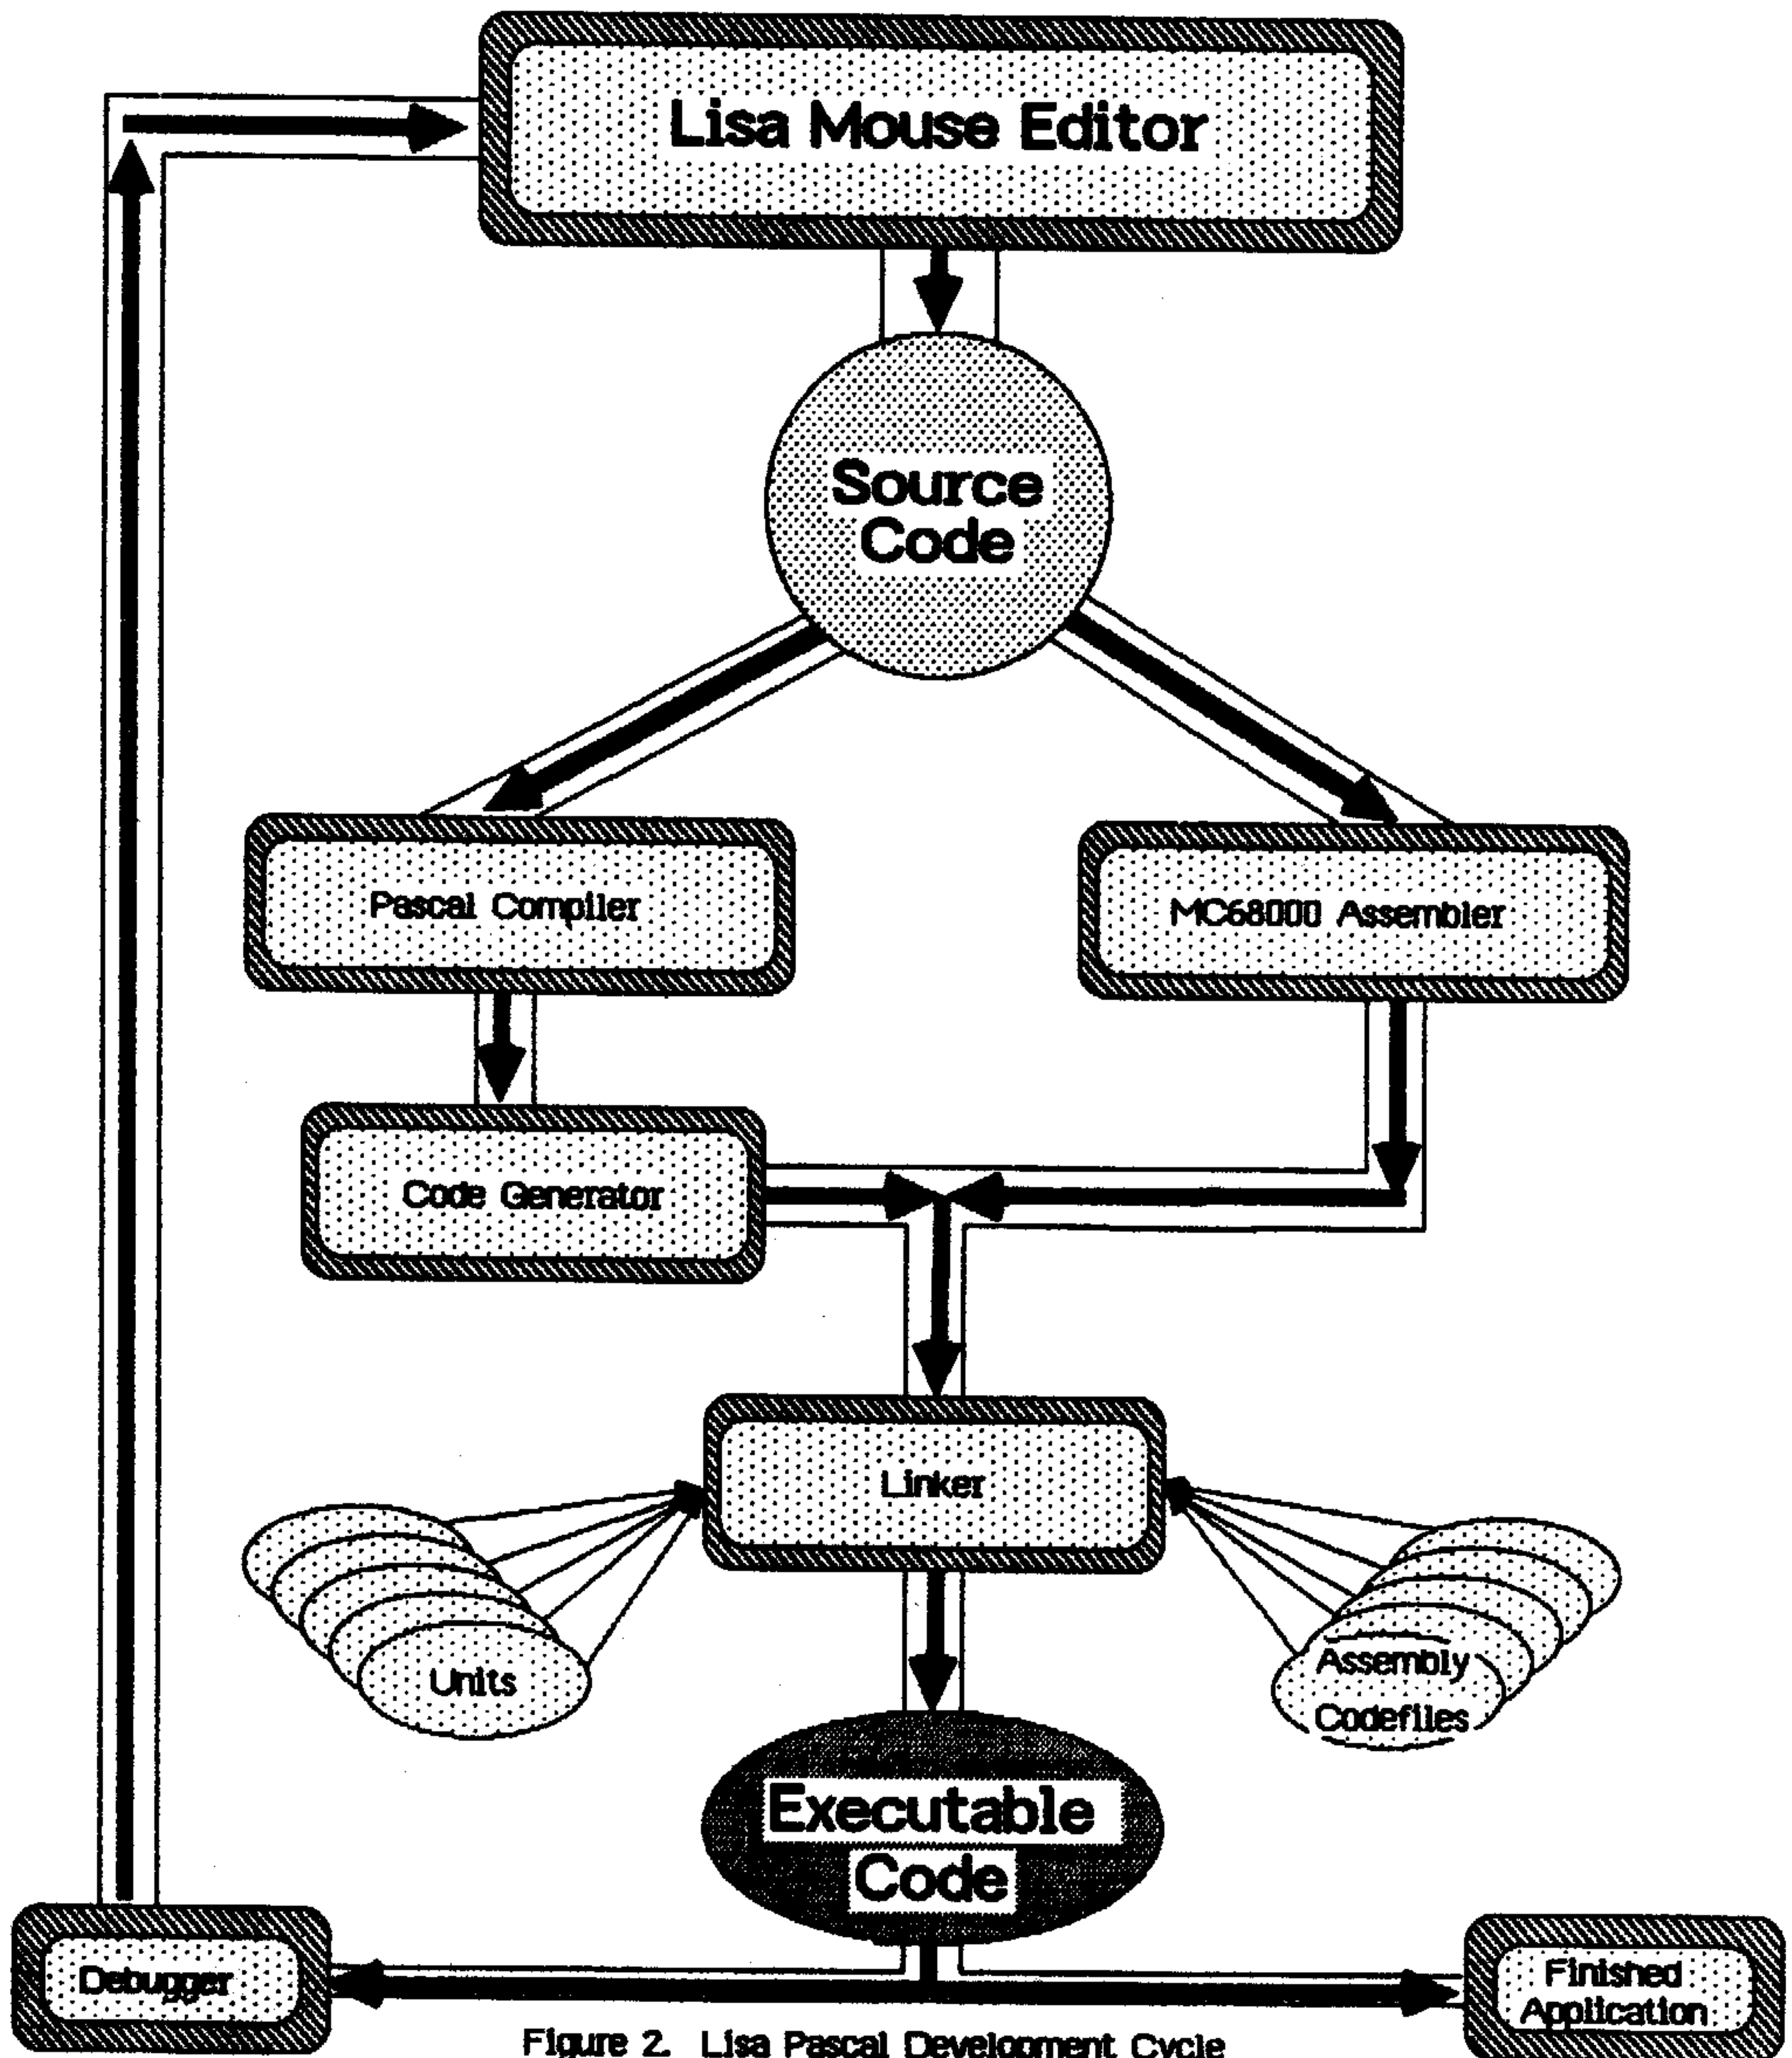 Lisa Mouse Editor
Source
Code
Pascal Compiler
MC68000 Assembler
Code Generator
Linker
Units
Assembly
Codefiles
Executable
Code
Debugger
Finished
Application
Figure 2. Lisa Pascal Development Cycle